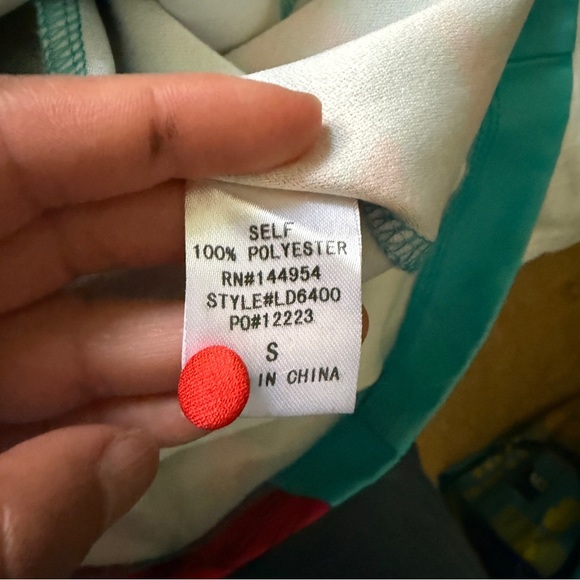 SELF
100% POLYESTER
RN#144954
STYLE#LD6400
PO#12223
S
IN CHINA